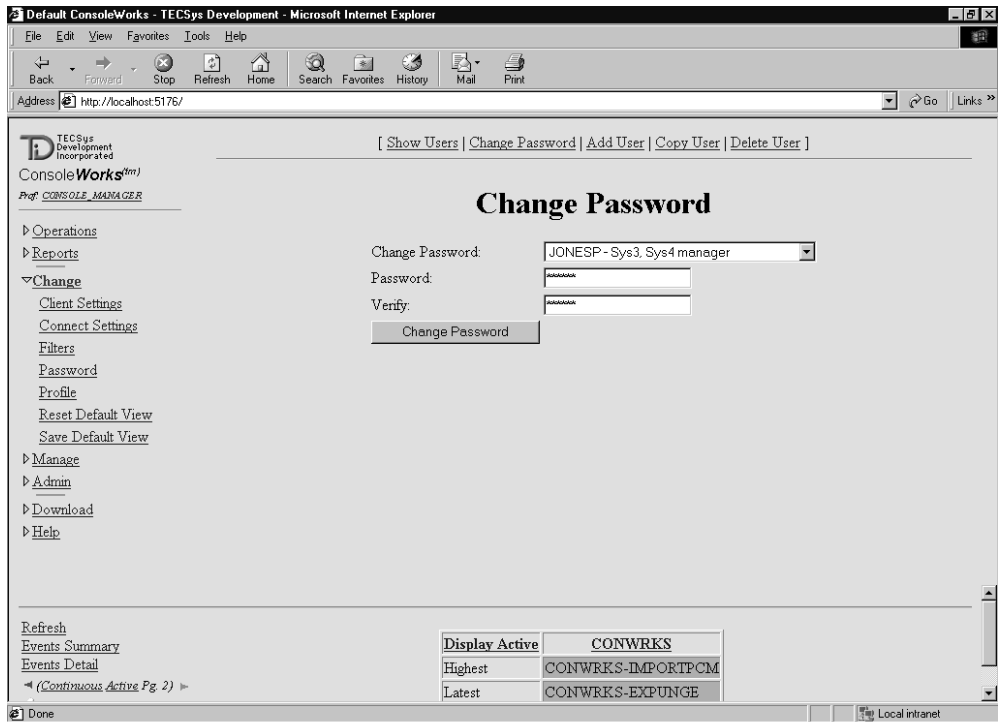 Default ConsoleWorks - TECSys Development - Microsoft Internet Explorer
File Edit View Favorites Tools Help
Back Forward Stop Refresh Home Search Favorites History Mail Print
Address http://localhost:5176/ Go Links »
TECSys
Development
Incorporated
ConsoleWorks(tm)
Prof: CONSOLE_MANAGER
Operations
Reports
Change
Client Settings
Connect Settings
Filters
Password
Profile
Reset Default View
Save Default View
Manage
Admin
Download
Help
[ Show Users | Change Password | Add User | Copy User | Delete User ]
Change Password
Change Password: JONESP - Sys3, Sys4 manager
Password: ******
Verify: ******
Change Password
Refresh
Events Summary
Events Detail
(Continuous Active Pg. 2)
Display Active CONWRKS
Highest CONWRKS-IMPORTPCM
Latest CONWRKS-EXPUNGE
Done Local intranet